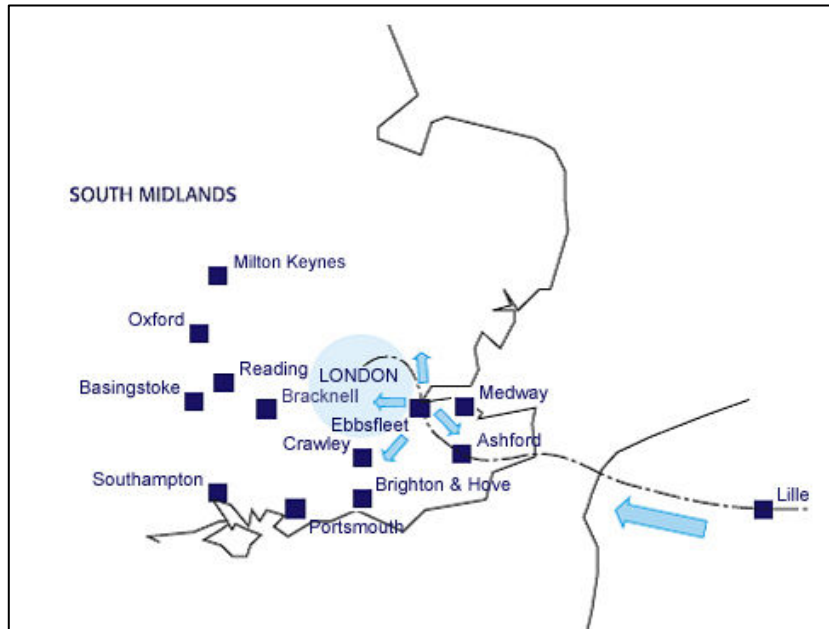 SOUTH MIDLANDS
Milton Keynes
Oxford
Reading
LONDON
Basingstoke
Bracknell
Medway
Ebbsfleet
Crawley
Ashford
Southampton
Brighton & Hove
Lille
Portsmouth